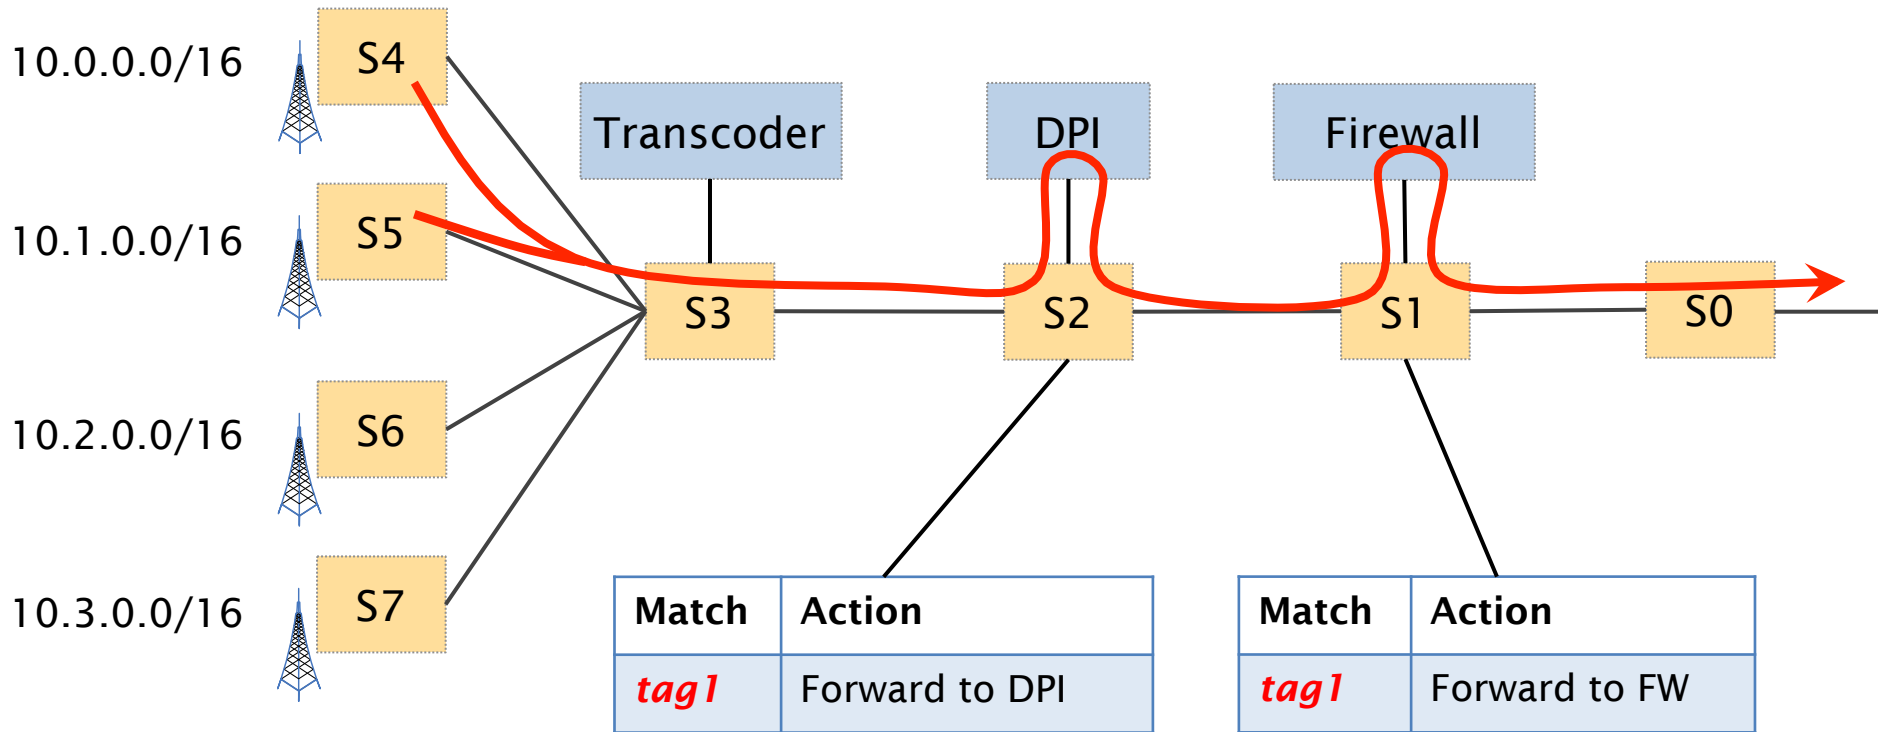 10.0.0.0/16
S4
Transcoder
DPI
Firewall
10.1.0.0/16
S5
S3
S2
S1
S0
10.2.0.0/16
S6
10.3.0.0/16
S7
Match Action
tag1 Forward to DPI
Match Action
tag1 Forward to FW